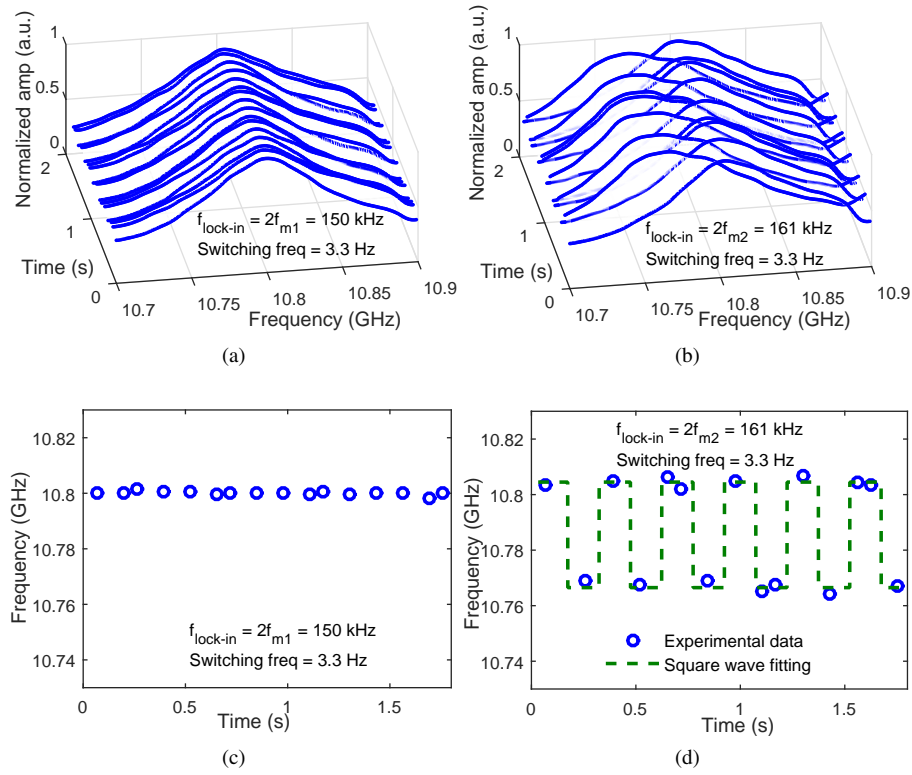 1
0.5
0
2
1
0
Normalized amp (a.u.)
Time (s)
f_lock-in = 2f_m1 = 150 kHz
Switching freq = 3.3 Hz
10.7
10.75
10.8
10.85
10.9
Frequency (GHz)
(a)
1
0.5
0
2
1
0
Normalized amp (a.u.)
Time (s)
f_lock-in = 2f_m2 = 161 kHz
Switching freq = 3.3 Hz
10.7
10.75
10.8
10.85
10.9
Frequency (GHz)
(b)
10.82
10.8
10.78
10.76
10.74
Frequency (GHz)
f_lock-in = 2f_m1 = 150 kHz
Switching freq = 3.3 Hz
0
0.5
1
1.5
Time (s)
(c)
10.82
10.8
10.78
10.76
10.74
Frequency (GHz)
f_lock-in = 2f_m2 = 161 kHz
Switching freq = 3.3 Hz
Experimental data
Square wave fitting
0
0.5
1
1.5
Time (s)
(d)